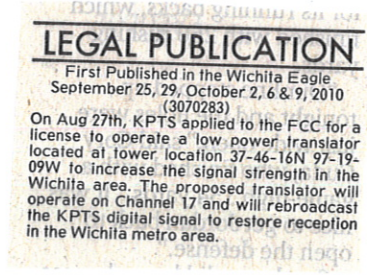 LEGAL PUBLICATION
First Published in the Wichita Eagle
September 25, 29, October 2, 6 & 9, 2010
(3070283)
On Aug 27th, KPTS applied to the FCC for a
license to operate a low power translator
located at tower location 37-46-16N 97-19-
09W to increase the signal strength in the
Wichita area. The proposed translator will
operate on Channel 17 and will rebroadcast
the KPTS digital signal to restore reception
in the Wichita metro area.